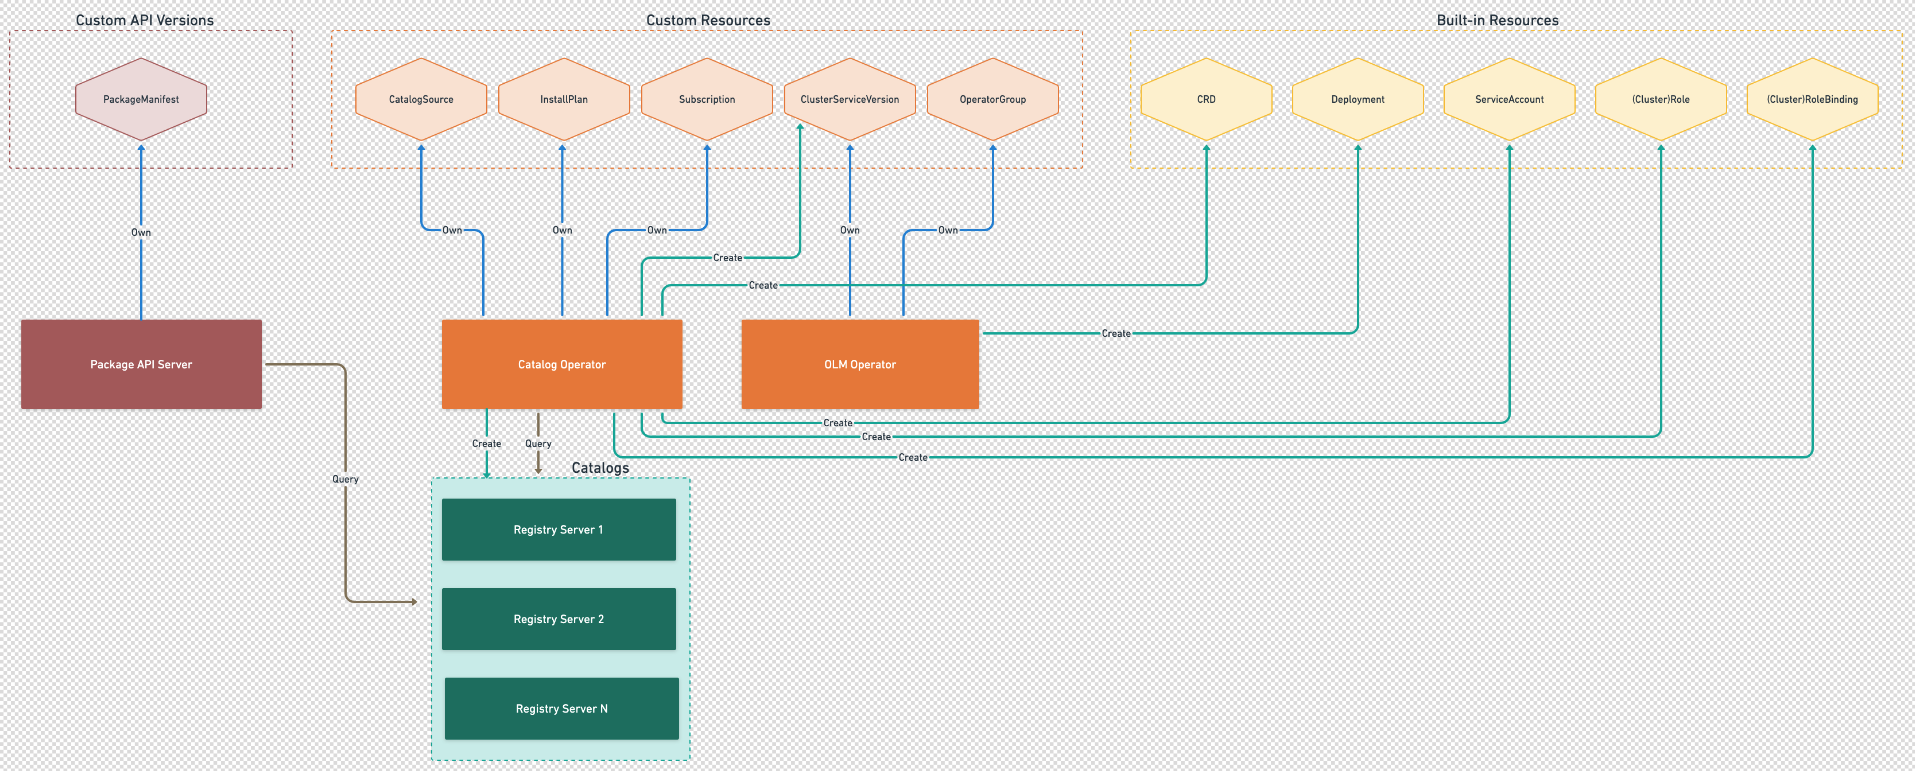 Custom API Versions
Custom Resources
Built-in Resources
PackageManifest
CatalogSource
InstallPlan
Subscription
ClusterServiceVersion
OperatorGroup
CRD
Deployment
ServiceAccount
(Cluster)Role
(Cluster)RoleBinding
Own
Own
Own
Own
Own
Own
Create
Create
Create
Package API Server
Catalog Operator
OLM Operator
Create
Create
Create
Create
Query
Query
Catalogs
Registry Server 1
Registry Server 2
Registry Server N